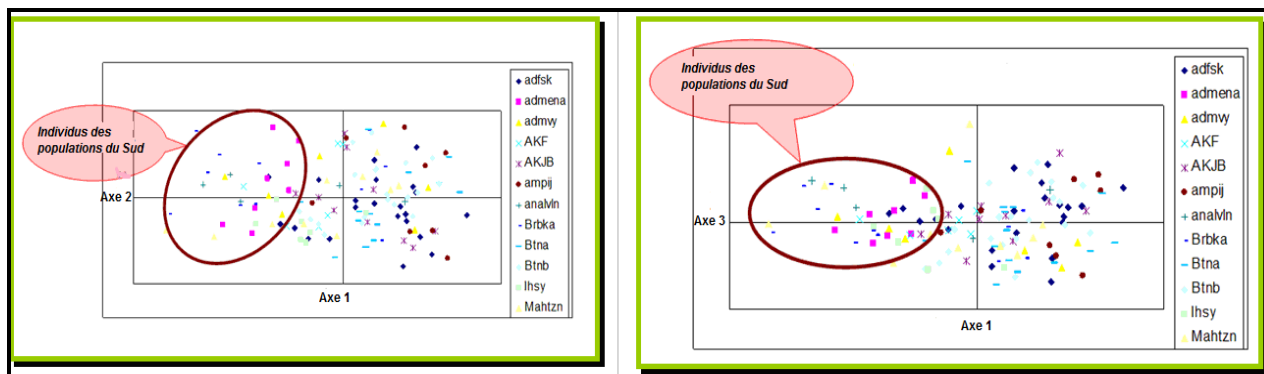 Individus des
populations du Sud
Axe 2
Axe 1
adfsk
admena
admvy
AKF
AKJB
ampij
analvln
Brbka
Btna
Btnb
Ihsy
Mahtzn
Individus des
populations du Sud
Axe 3
Axe 1
adfsk
admena
admvy
AKF
AKJB
ampij
analvln
Brbka
Btna
Btnb
Ihsy
Mahtzn